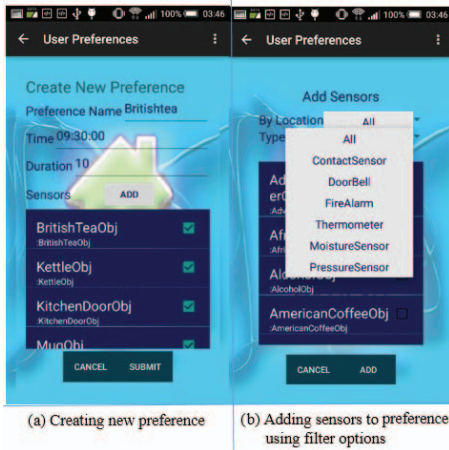 100% 03:46
User Preferences
Create New Preference
Preference Name Britishtea
Time 09:30:00
Duration 10
Sensors ADD
BritishTeaObj
:BritishTeaObj
KettleObj
:KettleObj
KitchenDoorObj
:KitchenDoorObj
MugObj
CANCEL SUBMIT
(a) Creating new preference
100% 03:46
User Preferences
Add Sensors
By Location All
Type
All
ContactSensor
DoorBell
FireAlarm
Thermometer
MoistureSensor
PressureSensor
:AlcoholObj
AmericanCoffeeObj
:AmericanCoffeeObj
CANCEL ADD
(b) Adding sensors to preference
using filter options